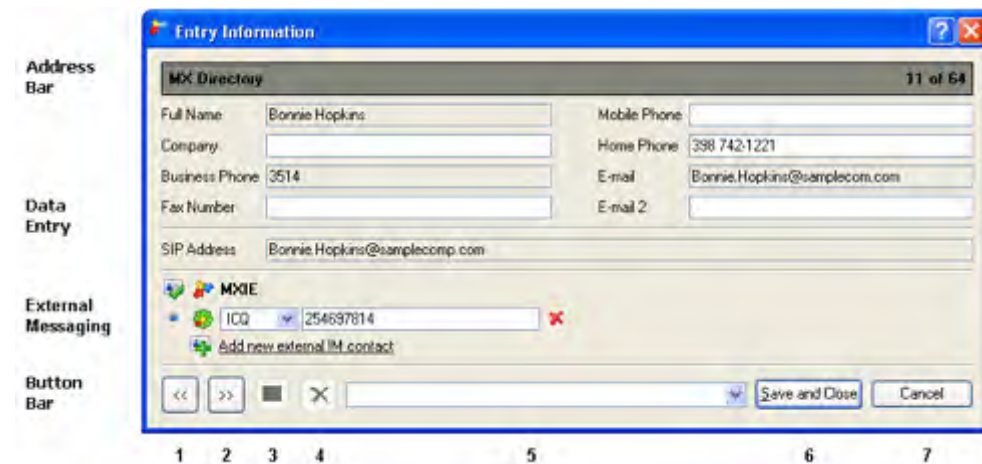 Entry Information
Address Bar
MX Directory 11 of 64
Full Name Bonnie Hopkins Mobile Phone
Company Home Phone 398 742-1221
Business Phone 3514 E-mail Bonnie.Hopkins@samplecom.com
Data Entry
Fax Number E-mail 2
SIP Address Bonnie.Hopkins@samplecomp.com
MXIE
External Messaging
ICQ 254697814
Add new external IM contact
Button Bar
<< >> Save and Close Cancel
1 2 3 4 5 6 7